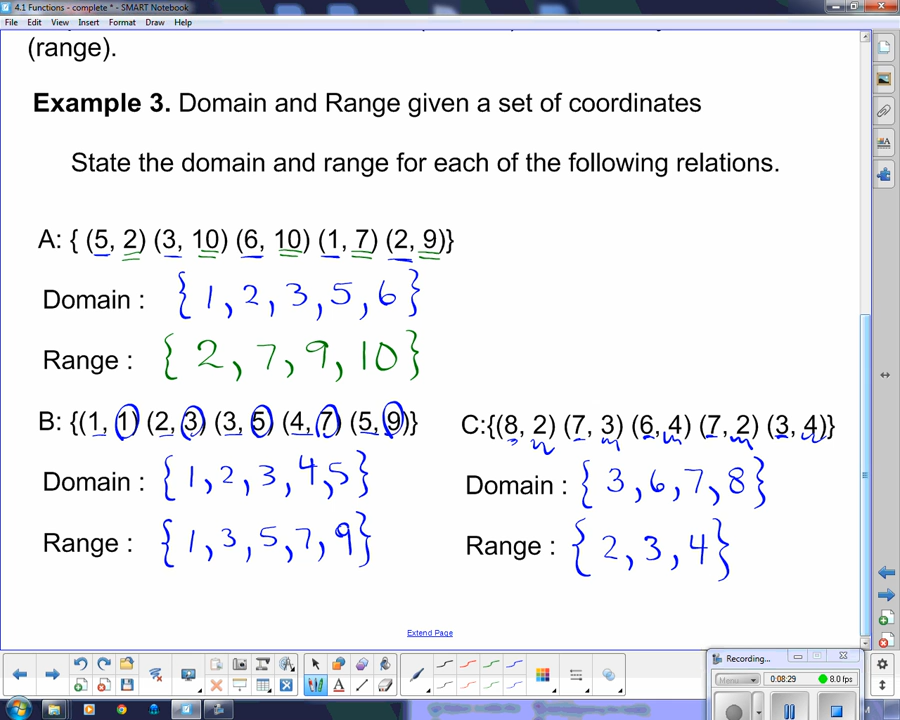 4.1 Functions - complete * - SMART Notebook
File Edit View Insert Format Draw Help
(range).
Example 3. Domain and Range given a set of coordinates
State the domain and range for each of the following relations.
A: { (5, 2) (3, 10) (6, 10) (1, 7) (2, 9)}
Domain : {1, 2, 3, 5, 6}
Range : {2, 7, 9, 10}
B: {(1, 1) (2, 3) (3, 5) (4, 7) (5, 9)}
Domain : {1, 2, 3, 4, 5}
Range : {1, 3, 5, 7, 9}
C:{(8, 2) (7, 3) (6, 4) (7, 2) (3, 4)}
Domain : {3, 6, 7, 8}
Range : {2, 3, 4}
Extend Page
Recording...
Menu
0:08:29
8.0 fps